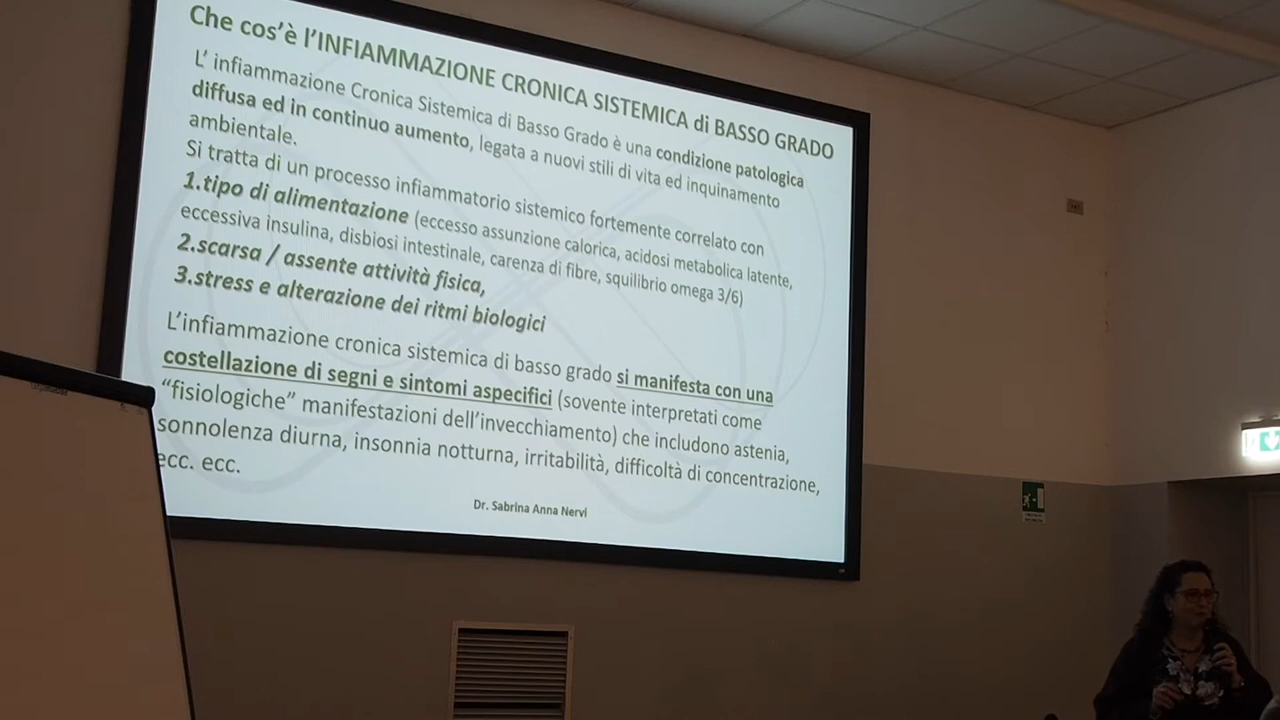 Che cos'è l'INFIAMMAZIONE CRONICA SISTEMICA di BASSO GRADO
L' infiammazione Cronica Sistemica di Basso Grado è una condizione patologica
diffusa ed in continuo aumento, legata a nuovi stili di vita ed inquinamento
ambientale.
Si tratta di un processo infiammatorio sistemico fortemente correlato con
1.tipo di alimentazione (eccesso assunzione calorica, acidosi metabolica latente,
eccessiva insulina, disbiosi intestinale, carenza di fibre, squilibrio omega 3/6)
2.scarsa / assente attività fisica,
3.stress e alterazione dei ritmi biologici
L'infiammazione cronica sistemica di basso grado si manifesta con una
costellazione di segni e sintomi aspecifici (sovente interpretati come
"fisiologiche" manifestazioni dell'invecchiamento) che includono astenia,
sonnolenza diurna, insonnia notturna, irritabilità, difficoltà di concentrazione,
ecc. ecc.
Dr. Sabrina Anna Nervi